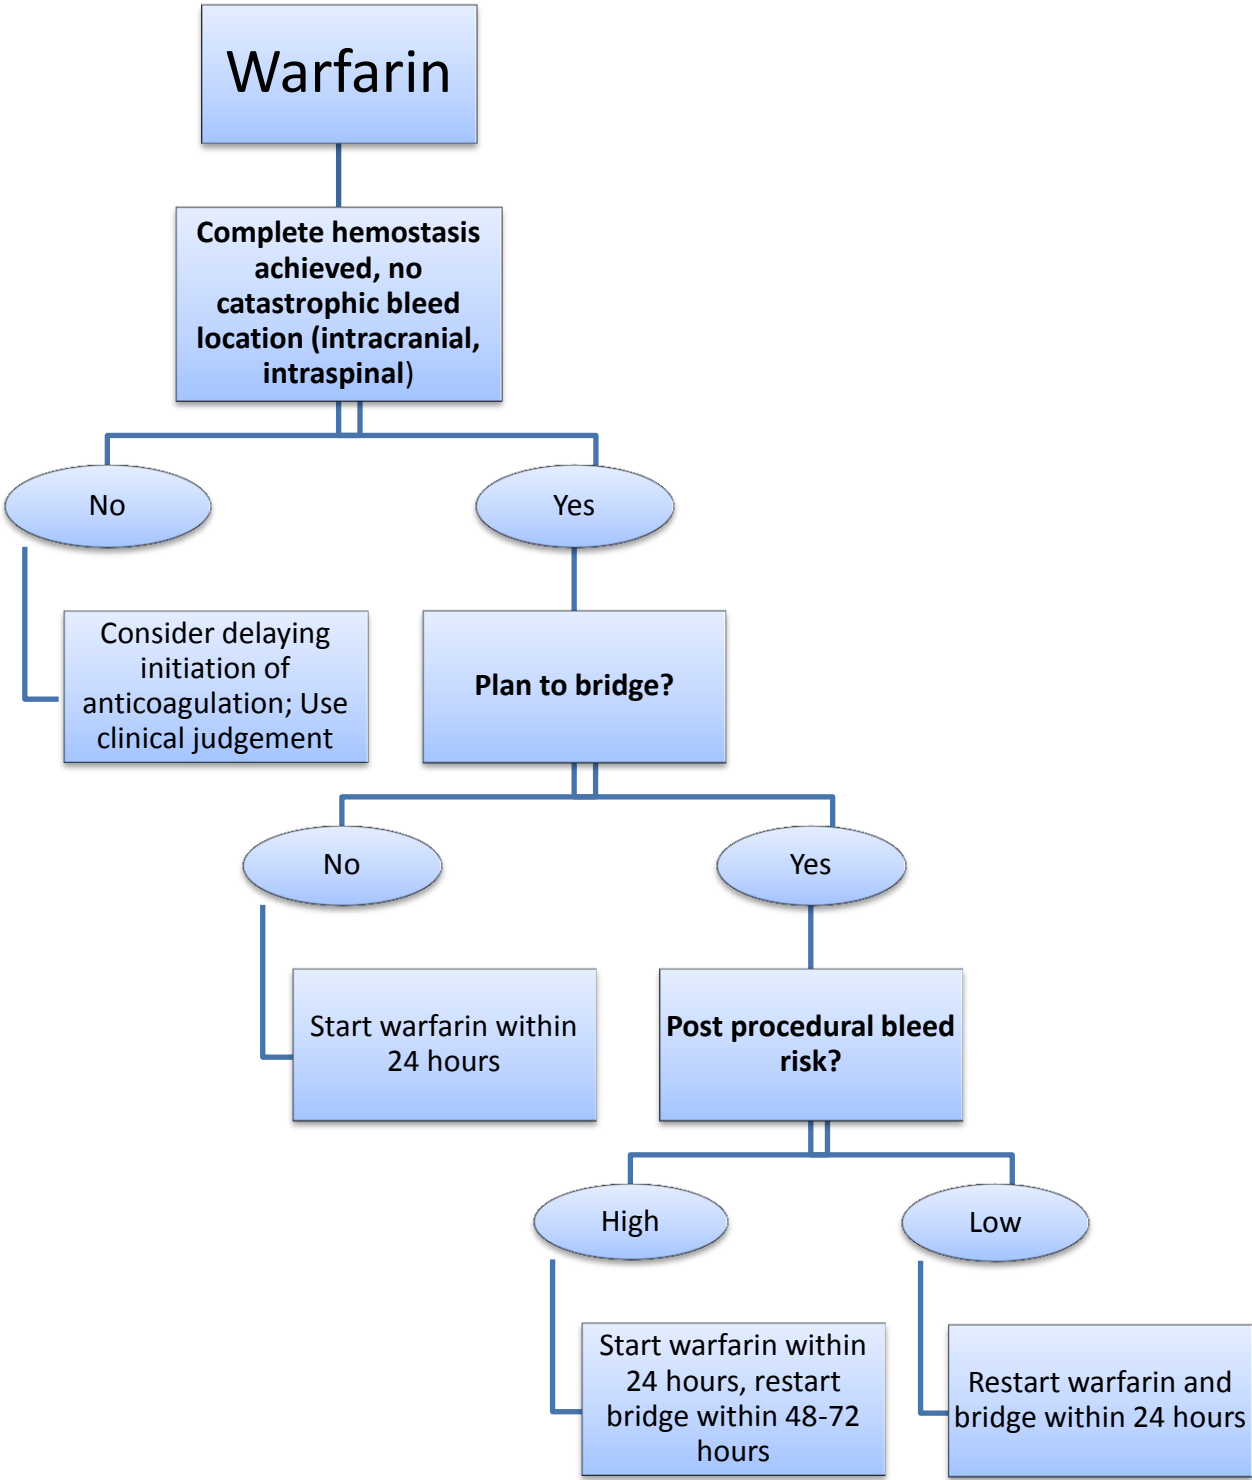 Warfarin
Complete hemostasis
achieved, no
catastrophic bleed
location (intracranial,
intraspinal)
No
Yes
Consider delaying
initiation of
anticoagulation; Use
clinical judgement
Plan to bridge?
No
Yes
Start warfarin within
24 hours
Post procedural bleed
risk?
High
Low
Start warfarin within
24 hours, restart
bridge within 48-72
hours
Restart warfarin and
bridge within 24 hours